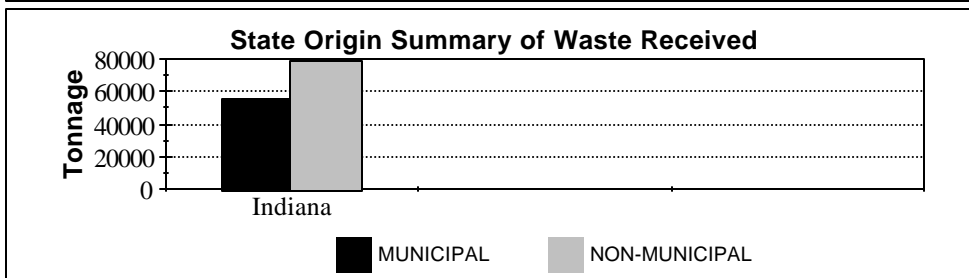 State Origin Summary of Waste Received
Tonnage
80000
60000
40000
20000
0
Indiana
MUNICIPAL NON-MUNICIPAL